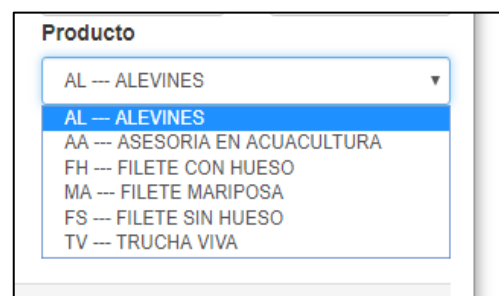 Producto
AL --- ALEVINES
AL --- ALEVINES
AA --- ASESORIA EN ACUACULTURA
FH --- FILETE CON HUESO
MA --- FILETE MARIPOSA
FS --- FILETE SIN HUESO
TV --- TRUCHA VIVA